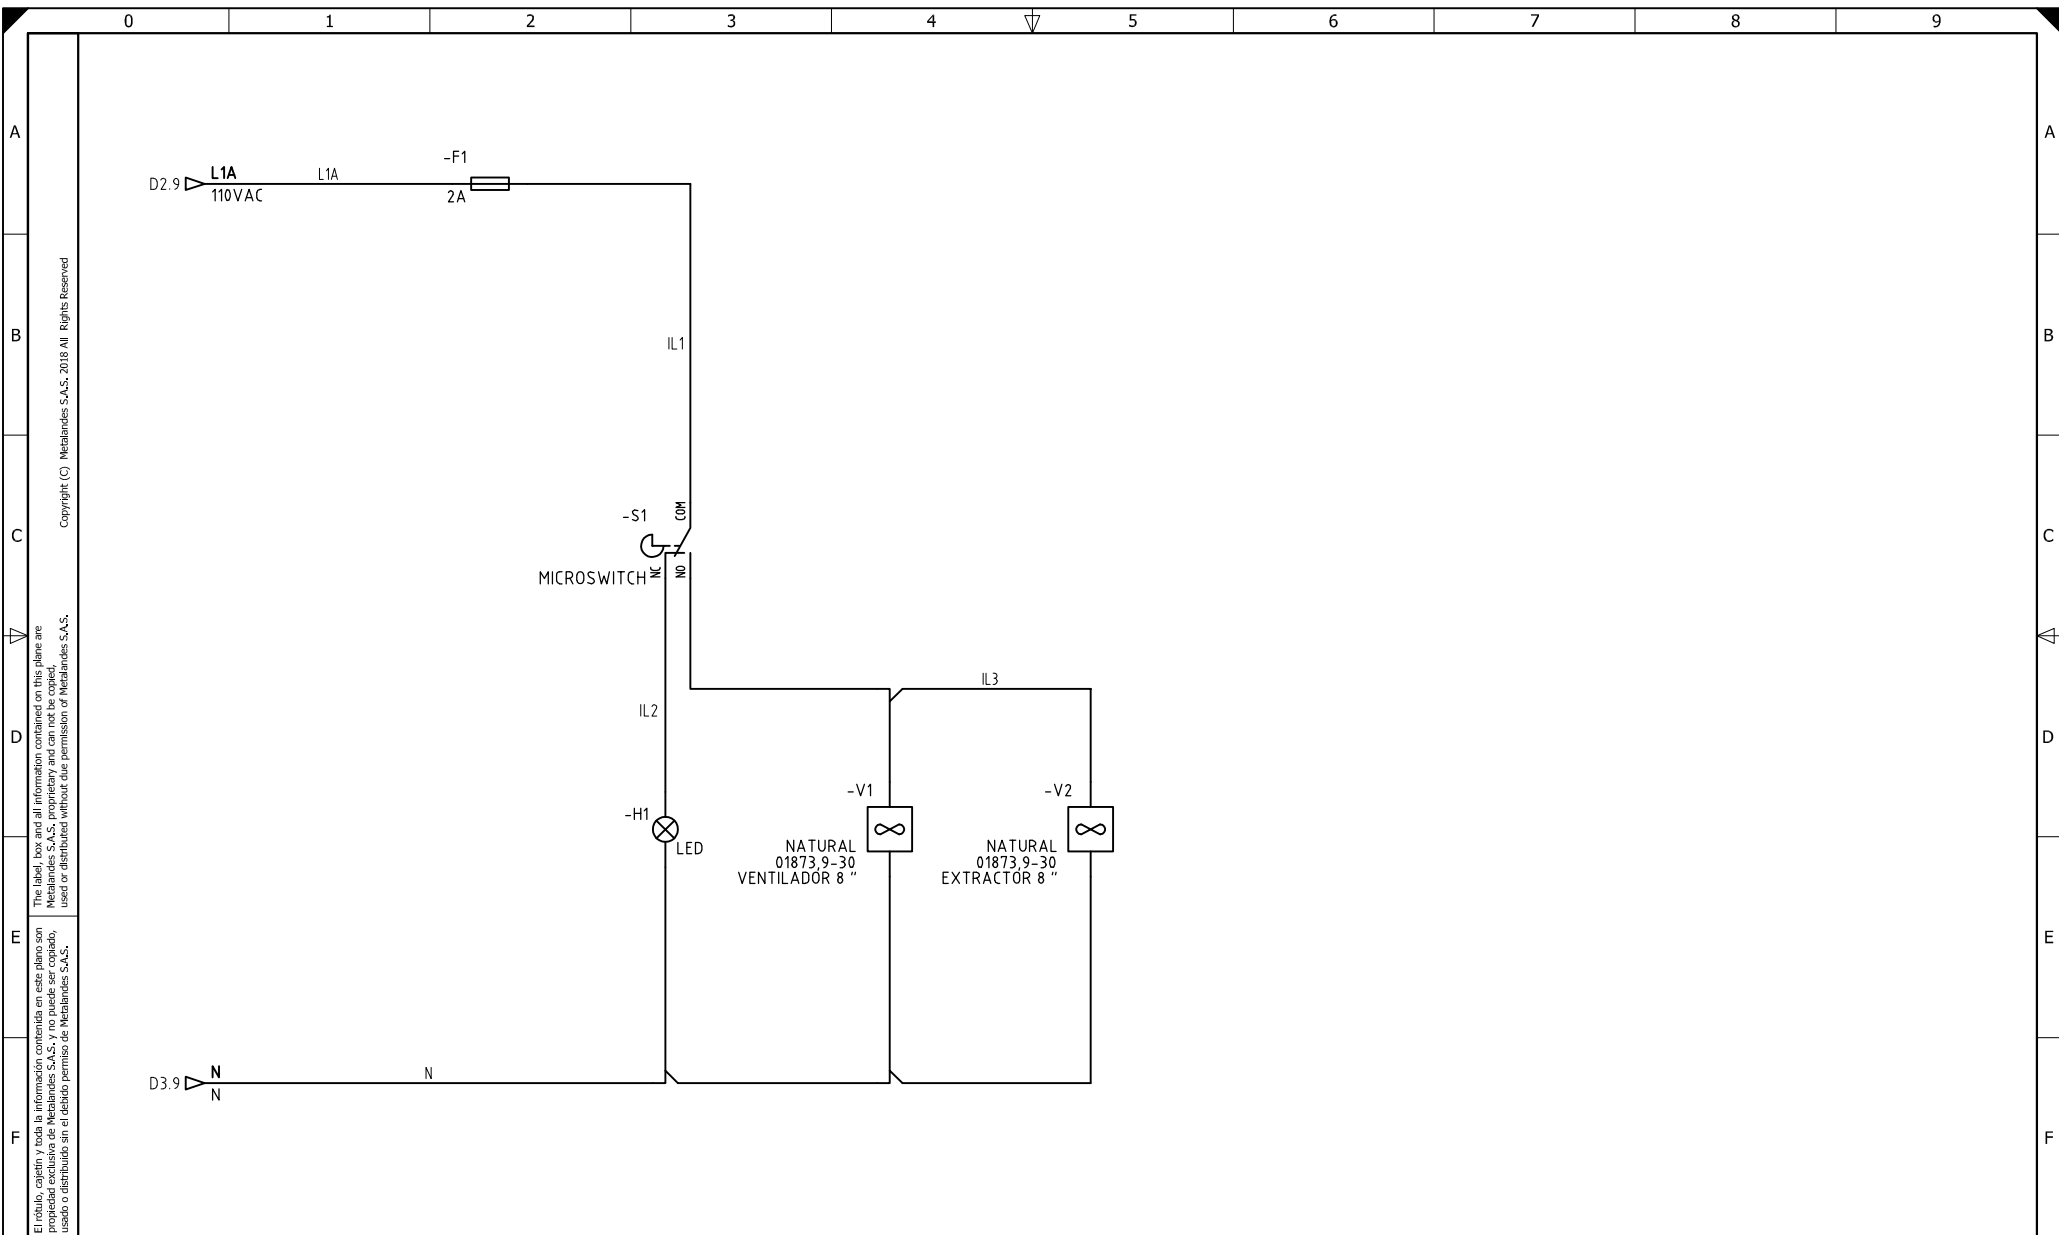 0 1 2 3 4 5 6 7 8 9
A A
-F1
D2.9 L1A L1A
110VAC 2A
B B
IL1
C C
-S1 COM
MICROSWITCH NC NO
IL3
IL2
D D
-V1 -V2
-H1
LED
NATURAL
01873,9-30
VENTILADOR 8 "
NATURAL
01873,9-30
EXTRACTOR 8 "
E E
D3.9 N N
N
F F
Copyright (C) Metalandes S.A.S. 2018 All Rights Reserved
The label, box and all information contained on this plane are
Metalandes S.A.S. proprietary and can not be copied,
used or distributed without due permission of Metalandes S.A.S.
El rótulo, cajetín y toda la información contenida en este plano son
propiedad exclusiva de Metalandes S.A.S. y no puede ser copiado,
usado o distribuido sin el debido permiso de Metalandes S.A.S.